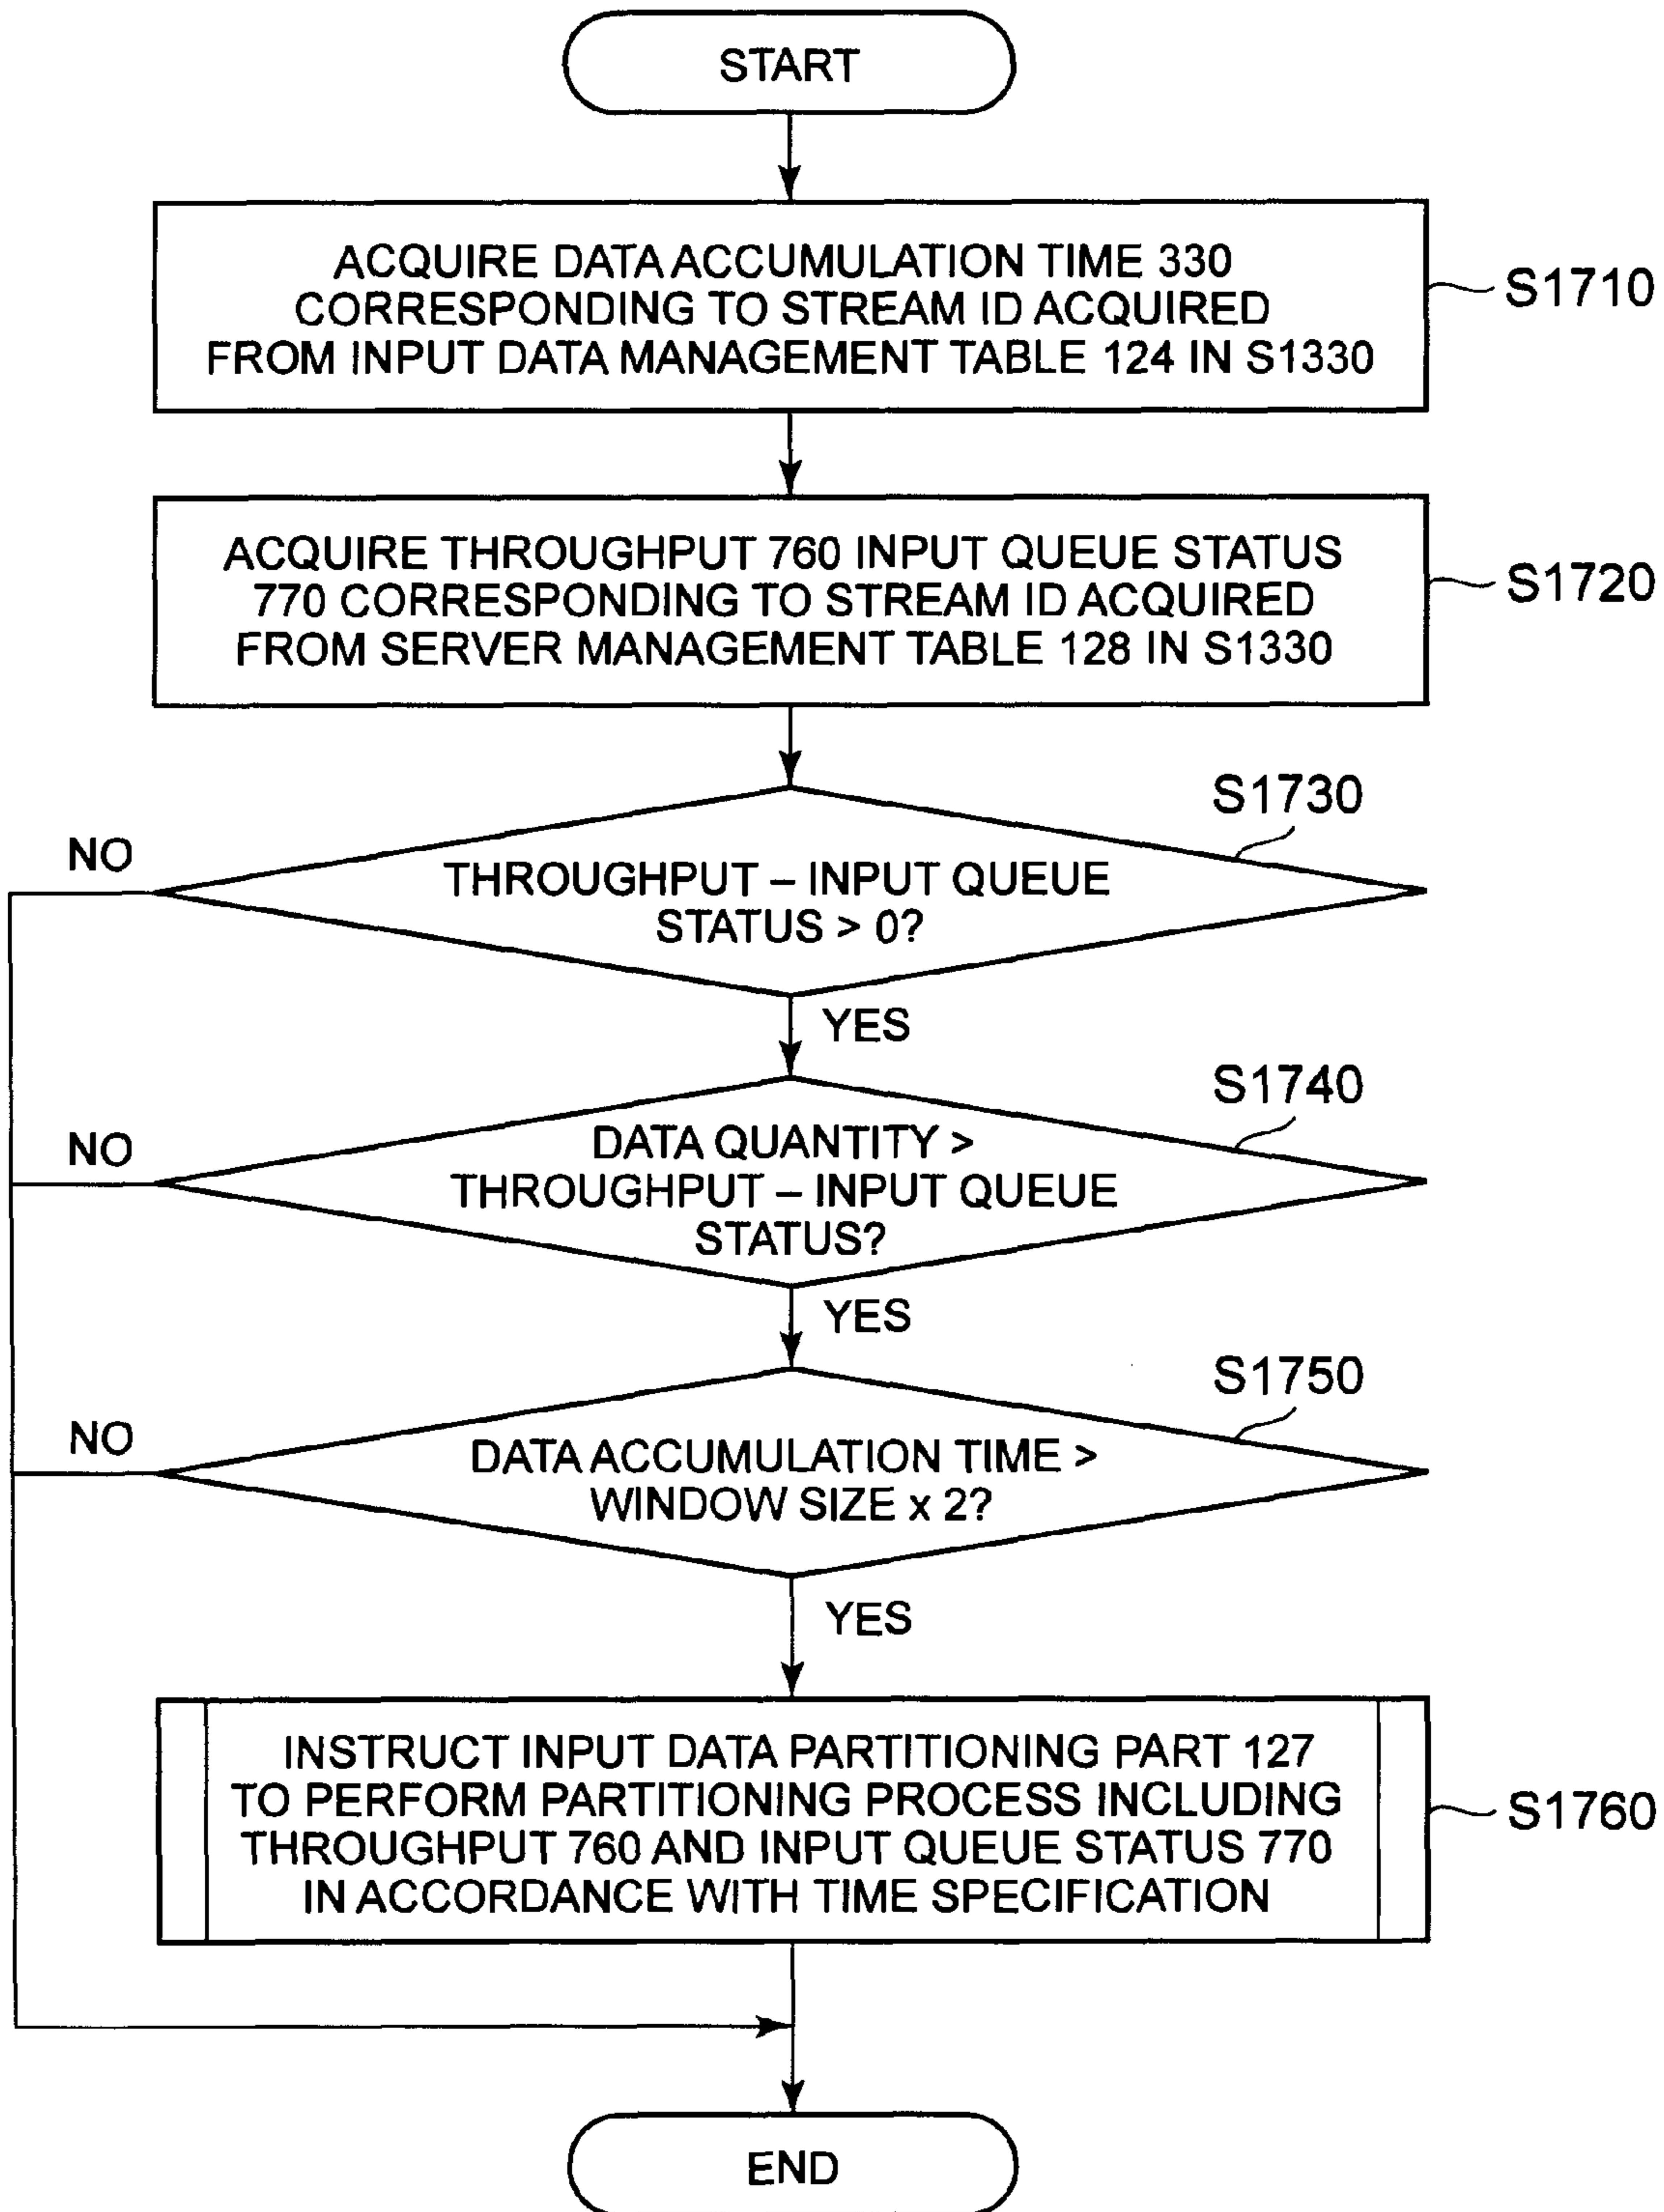 START
ACQUIRE DATA ACCUMULATION TIME 330
CORRESPONDING TO STREAM ID ACQUIRED
FROM INPUT DATA MANAGEMENT TABLE 124 IN S1330
S1710
ACQUIRE THROUGHPUT 760 INPUT QUEUE STATUS
770 CORRESPONDING TO STREAM ID ACQUIRED
FROM SERVER MANAGEMENT TABLE 128 IN S1330
S1720
S1730
NO
THROUGHPUT – INPUT QUEUE
STATUS > 0?
YES
S1740
NO
DATA QUANTITY >
THROUGHPUT – INPUT QUEUE
STATUS?
YES
S1750
NO
DATA ACCUMULATION TIME >
WINDOW SIZE x 2?
YES
INSTRUCT INPUT DATA PARTITIONING PART 127
TO PERFORM PARTITIONING PROCESS INCLUDING
THROUGHPUT 760 AND INPUT QUEUE STATUS 770
IN ACCORDANCE WITH TIME SPECIFICATION
S1760
END